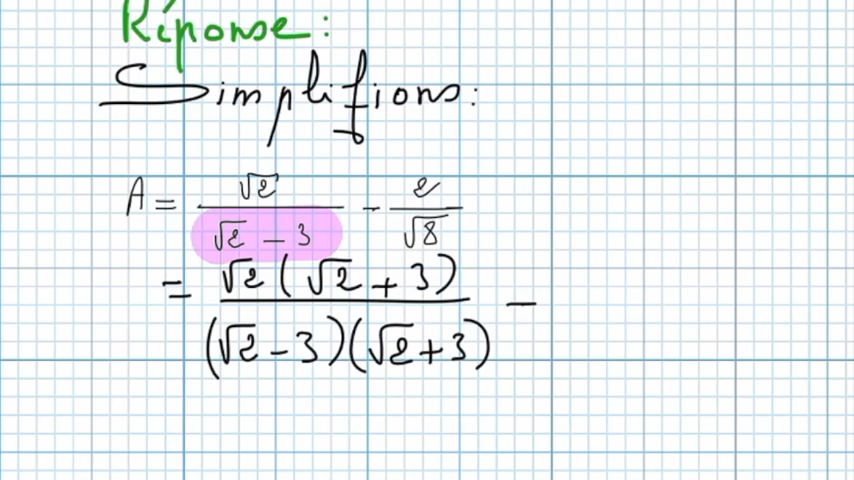 Réponse :
Simplifions :
A = √2 / (√2 - 3) - 2 / √8
= √2 (√2 + 3) / (√2 - 3)(√2 + 3) -